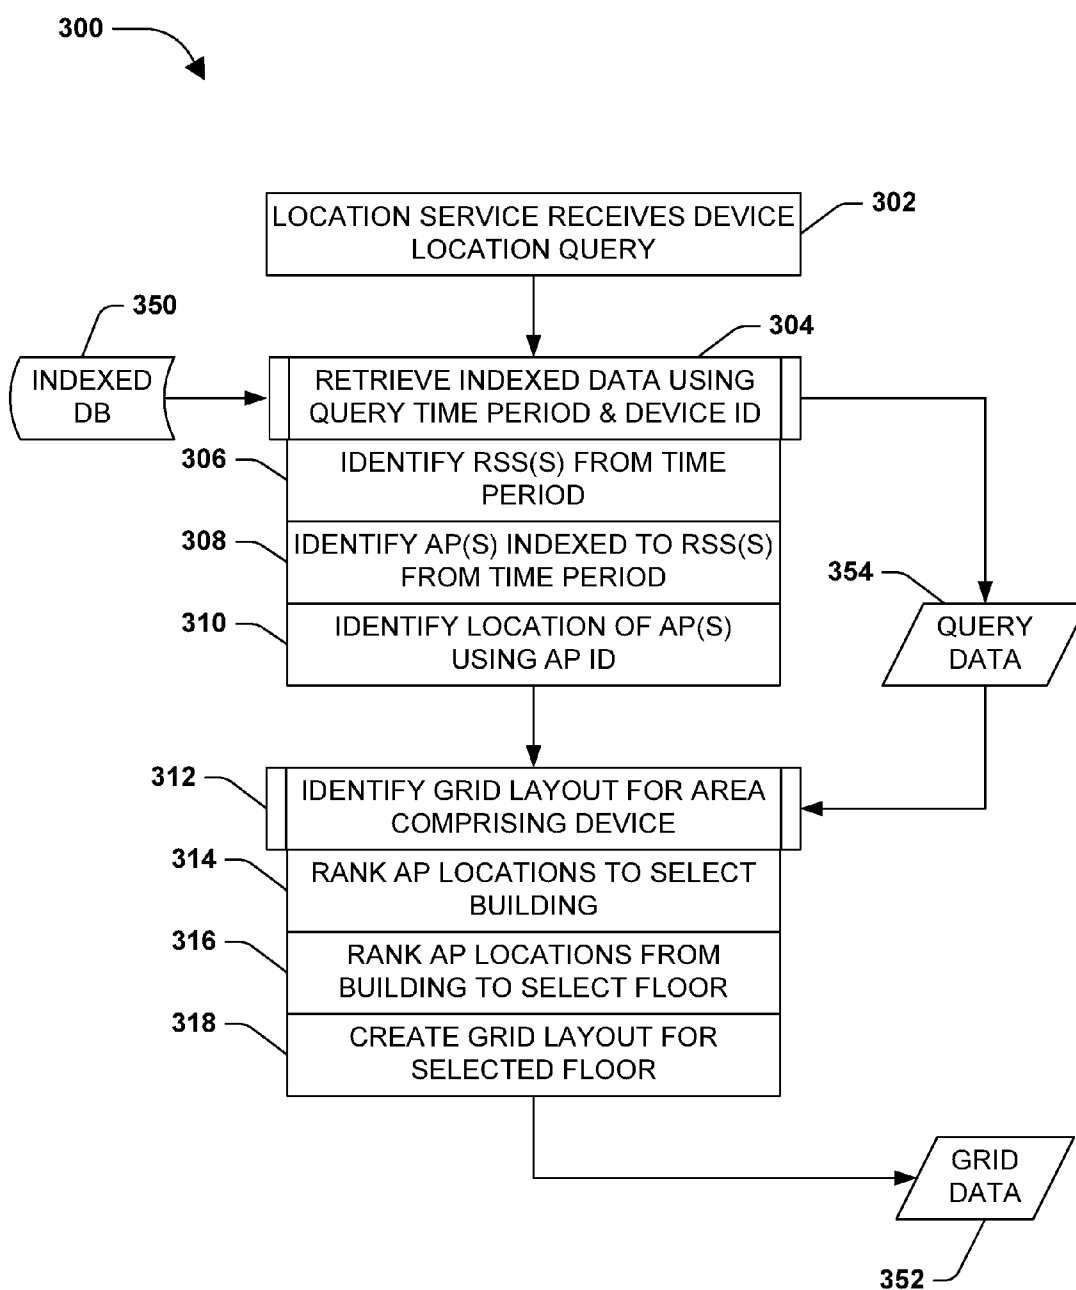 300
LOCATION SERVICE RECEIVES DEVICE
LOCATION QUERY
302
350
304
INDEXED
DB
RETRIEVE INDEXED DATA USING
QUERY TIME PERIOD & DEVICE ID
306
IDENTIFY RSS(S) FROM TIME
PERIOD
308
IDENTIFY AP(S) INDEXED TO RSS(S)
FROM TIME PERIOD
354
310
IDENTIFY LOCATION OF AP(S)
USING AP ID
QUERY
DATA
312
IDENTIFY GRID LAYOUT FOR AREA
COMPRISING DEVICE
314
RANK AP LOCATIONS TO SELECT
BUILDING
316
RANK AP LOCATIONS FROM
BUILDING TO SELECT FLOOR
318
CREATE GRID LAYOUT FOR
SELECTED FLOOR
GRID
DATA
352